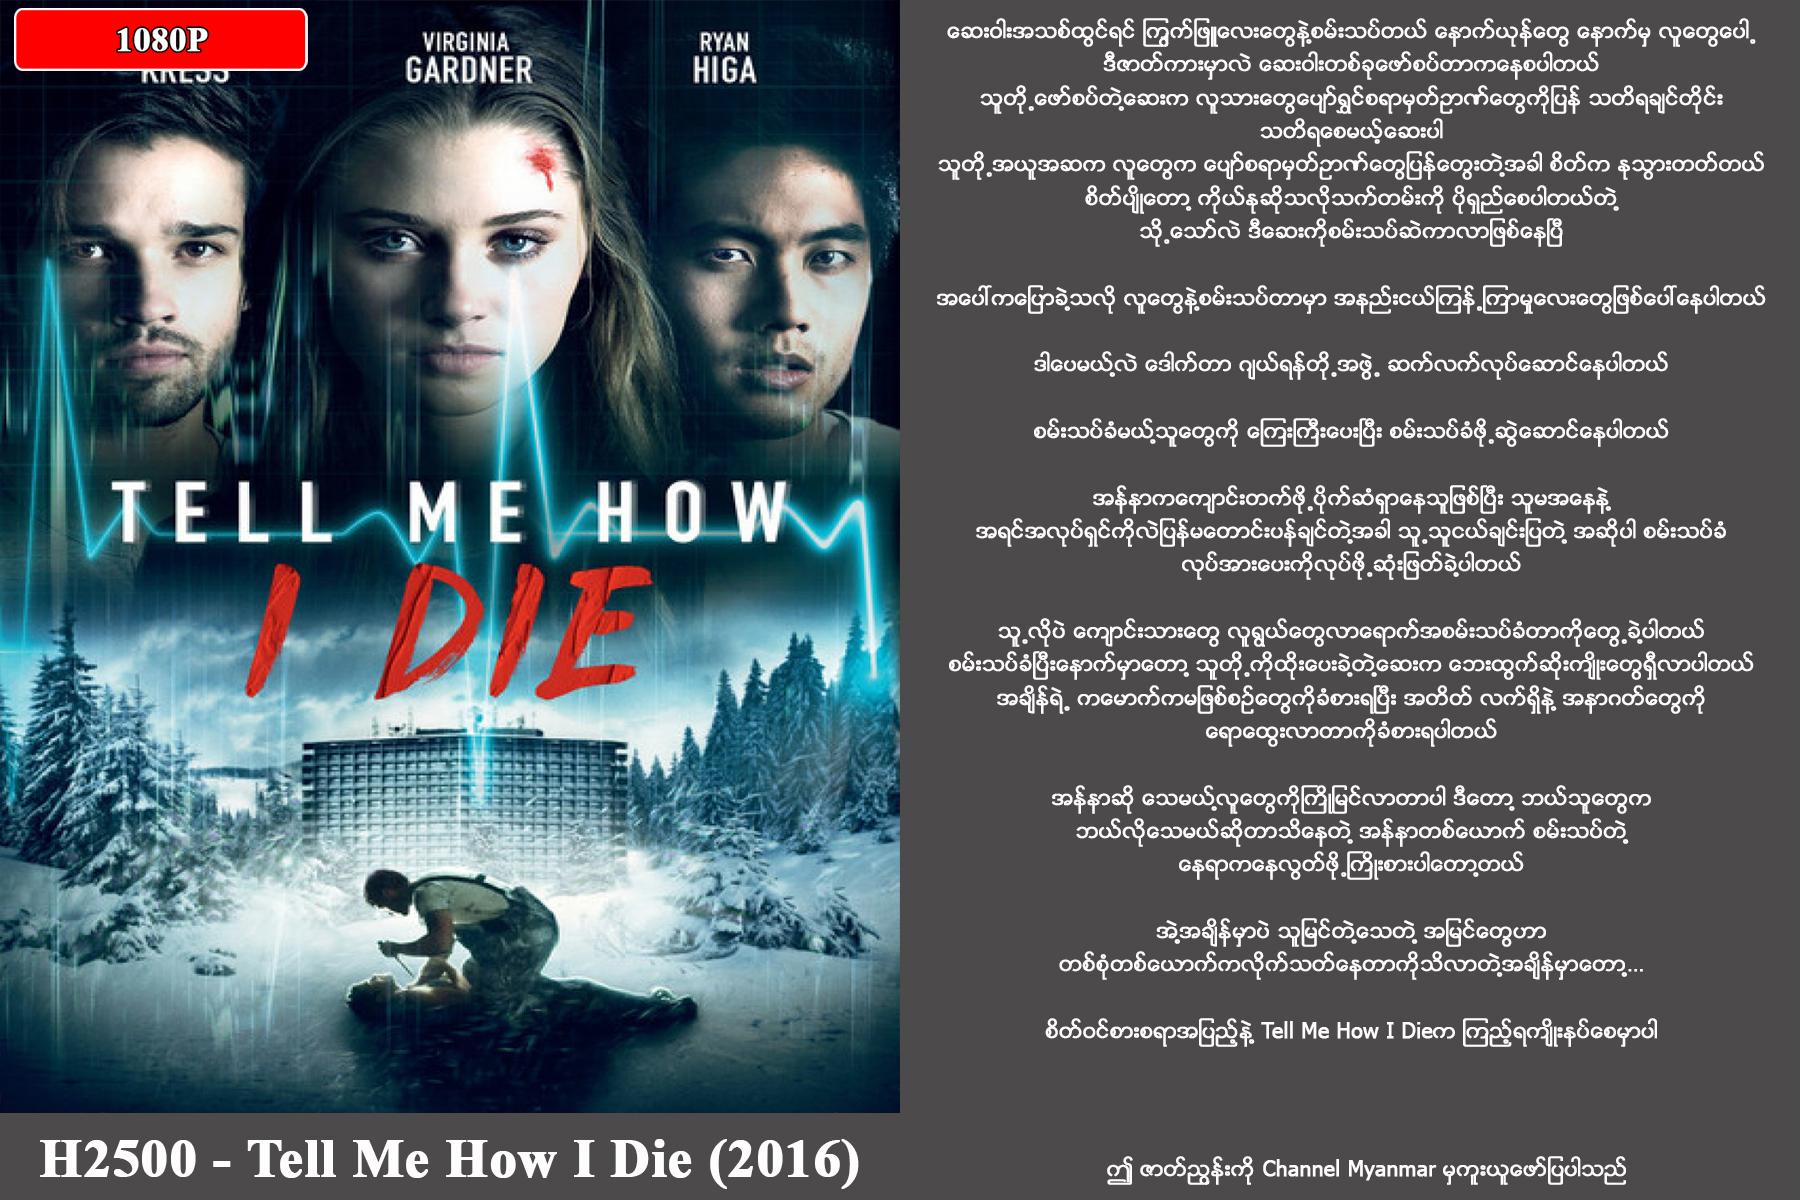 1080P
KRESS
VIRGINIA
GARDNER
RYAN
HIGA
TELL ME HOW
I DIE
H2500 - Tell Me How I Die (2016)
ဆေးဝါးအသစ်ထွင်ရင် ကြွက်ဖြူလေးတွေနဲ့စမ်းသပ်တယ် နောက်ယုန်တွေ နောက်မှ လူတွေပေါ့
ဒီဇာတ်ကားမှာလဲ ဆေးဝါးတစ်ခုဖော်စပ်တာကနေစပါတယ်
သူတို့ဖော်စပ်တဲ့ဆေးက လူသားတွေပျော်ရွှင်စရာမှတ်ဉာဏ်တွေကိုပြန် သတိရချင်တိုင်း
သတိရစေမယ့်ဆေးပါ
သူတို့အယူအဆက လူတွေက ပျော်စရာမှတ်ဉာဏ်တွေပြန်တွေးတဲ့အခါ စိတ်က နုသွားတတ်တယ်
စိတ်ပျိုတော့ ကိုယ်နုဆိုသလိုသက်တမ်းကို ပိုရှည်စေပါတယ်တဲ့
သို့သော်လဲ ဒီဆေးကိုစမ်းသပ်ဆဲကာလာဖြစ်နေပြီ
အပေါ်ကပြောခဲ့သလို လူတွေနဲ့စမ်းသပ်တာမှာ အနည်းငယ်ကြန့်ကြာမှုလေးတွေဖြစ်ပေါ်နေပါတယ်
ဒါပေမယ့်လဲ ဒေါက်တာ ဂျယ်ရန်တို့အဖွဲ့ ဆက်လက်လုပ်ဆောင်နေပါတယ်
စမ်းသပ်ခံမယ့်သူတွေကို ကြေးကြီးပေးပြီး စမ်းသပ်ခံဖို့ဆွဲဆောင်နေပါတယ်
အန်နာကကျောင်းတက်ဖို့ပိုက်ဆံရှာနေသူဖြစ်ပြီး သူမအနေနဲ့
အရင်အလုပ်ရှင်ကိုလဲပြန်မတောင်းပန်ချင်တဲ့အခါ သူ့သူငယ်ချင်းပြတဲ့ အဆိုပါ စမ်းသပ်ခံ
လုပ်အားပေးကိုလုပ်ဖို့ဆုံးဖြတ်ခဲ့ပါတယ်
သူ့လိုပဲ ကျောင်းသားတွေ လူရွယ်တွေလာရောက်အစမ်းသပ်ခံတာကိုတွေ့ခဲ့ပါတယ်
စမ်းသပ်ခံပြီးနောက်မှာတော့ သူတို့ကိုထိုးပေးခဲ့တဲ့ဆေးက ဘေးထွက်ဆိုးကျိုးတွေရှိလာပါတယ်
အချိန်ရဲ့ ကမောက်ကမဖြစ်စဉ်တွေကိုခံစားရပြီး အတိတ် လက်ရှိနဲ့ အနာဂတ်တွေကို
ရောထွေးလာတာကိုခံစားရပါတယ်
အန်နာဆို သေမယ့်လူတွေကိုကြိုမြင်လာတာပါ ဒီတော့ ဘယ်သူတွေက
ဘယ်လိုသေမယ်ဆိုတာသိနေတဲ့ အန်နာတစ်ယောက် စမ်းသပ်တဲ့
နေရာကနေလွတ်ဖို့ကြိုးစားပါတော့တယ်
အဲ့အချိန်မှာပဲ သူမြင်တဲ့သေတဲ့ အမြင်တွေဟာ
တစ်စုံတစ်ယောက်ကလိုက်သတ်နေတာကိုသိလာတဲ့အချိန်မှာတော့...
စိတ်ဝင်စားစရာအပြည့်နဲ့ Tell Me How I Dieက ကြည့်ရကျိုးနပ်စေမှာပါ
ဤ ဇာတ်ညွှန်းကို Channel Myanmar မှကူးယူဖော်ပြပါသည်